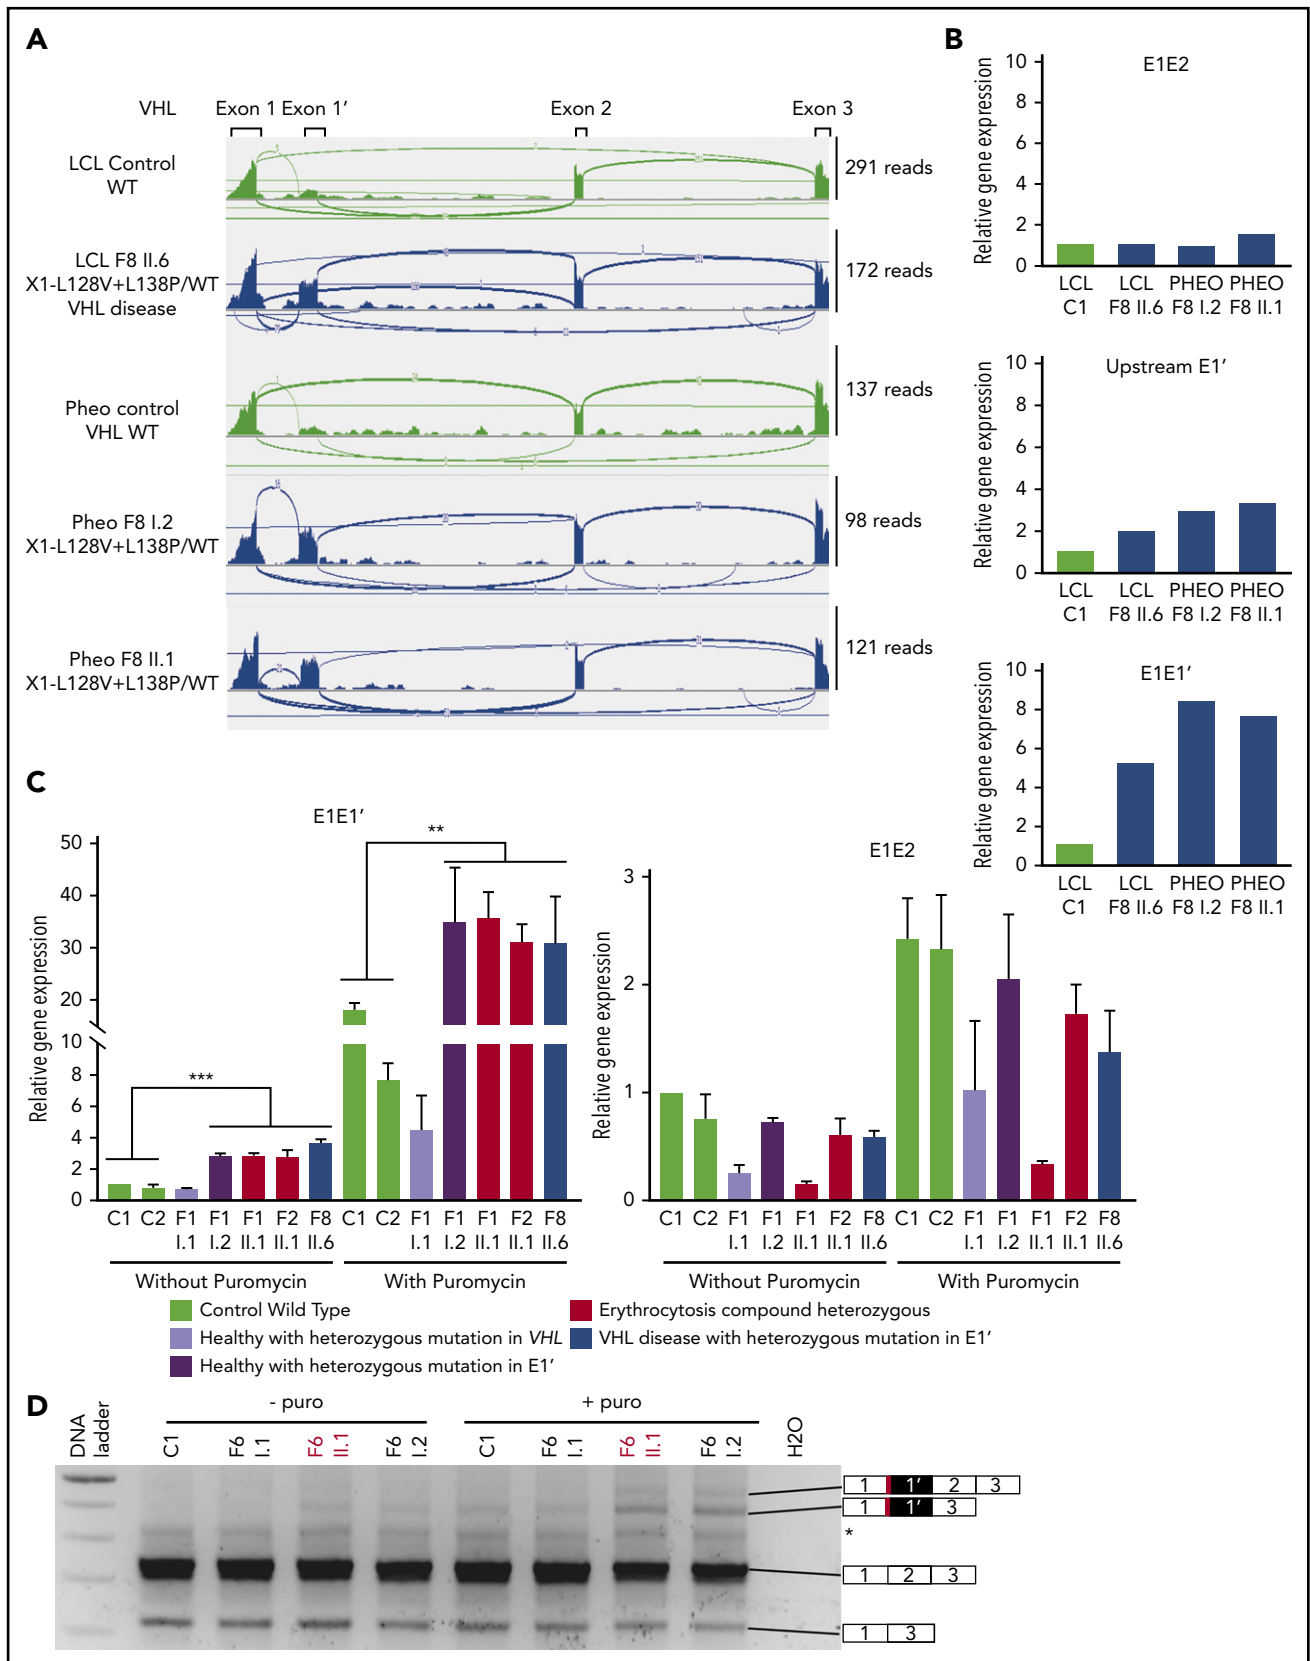 A
VHL Exon 1 Exon 1′ Exon 2 Exon 3
LCL Control
WT
291 reads
LCL F8 II.6
X1-L128V+L138P/WT
VHL disease
172 reads
Pheo control
VHL WT
137 reads
Pheo F8 I.2
X1-L128V+L138P/WT
98 reads
Pheo F8 II.1
X1-L128V+L138P/WT
121 reads
B
E1E2
Relative gene expression
10
8
6
4
2
0
LCL LCL PHEO PHEO
C1 F8 II.6 F8 I.2 F8 II.1
Upstream E1′
Relative gene expression
10
8
6
4
2
0
LCL LCL PHEO PHEO
C1 F8 II.6 F8 I.2 F8 II.1
E1E1′
Relative gene expression
10
8
6
4
2
0
LCL LCL PHEO PHEO
C1 F8 II.6 F8 I.2 F8 II.1
C
E1E1′
Relative gene expression
50
40
30
20
10
8
6
4
2
0
***
**
C1 C2 F1 F1 F1 F2 F8 C1 C2 F1 F1 F1 F2 F8
I.1 I.2 II.1 II.1 II.6 I.1 I.2 II.1 II.1 II.6
Without Puromycin With Puromycin
E1E2
Relative gene expression
3
2
1
0
C1 C2 F1 F1 F1 F2 F8 C1 C2 F1 F1 F1 F2 F8
I.1 I.2 II.1 II.1 II.6 I.1 I.2 II.1 II.1 II.6
Without Puromycin With Puromycin
Control Wild Type
Healthy with heterozygous mutation in VHL
Healthy with heterozygous mutation in E1′
Erythrocytosis compound heterozygous
VHL disease with heterozygous mutation in E1′
D
- puro + puro
DNA
ladder
C1
F6
I.1
F6
II.1
F6
I.2
C1
F6
I.1
F6
II.1
F6
I.2
H2O
1 1′ 2 3
1 1′ 3
*
1 2 3
1 3